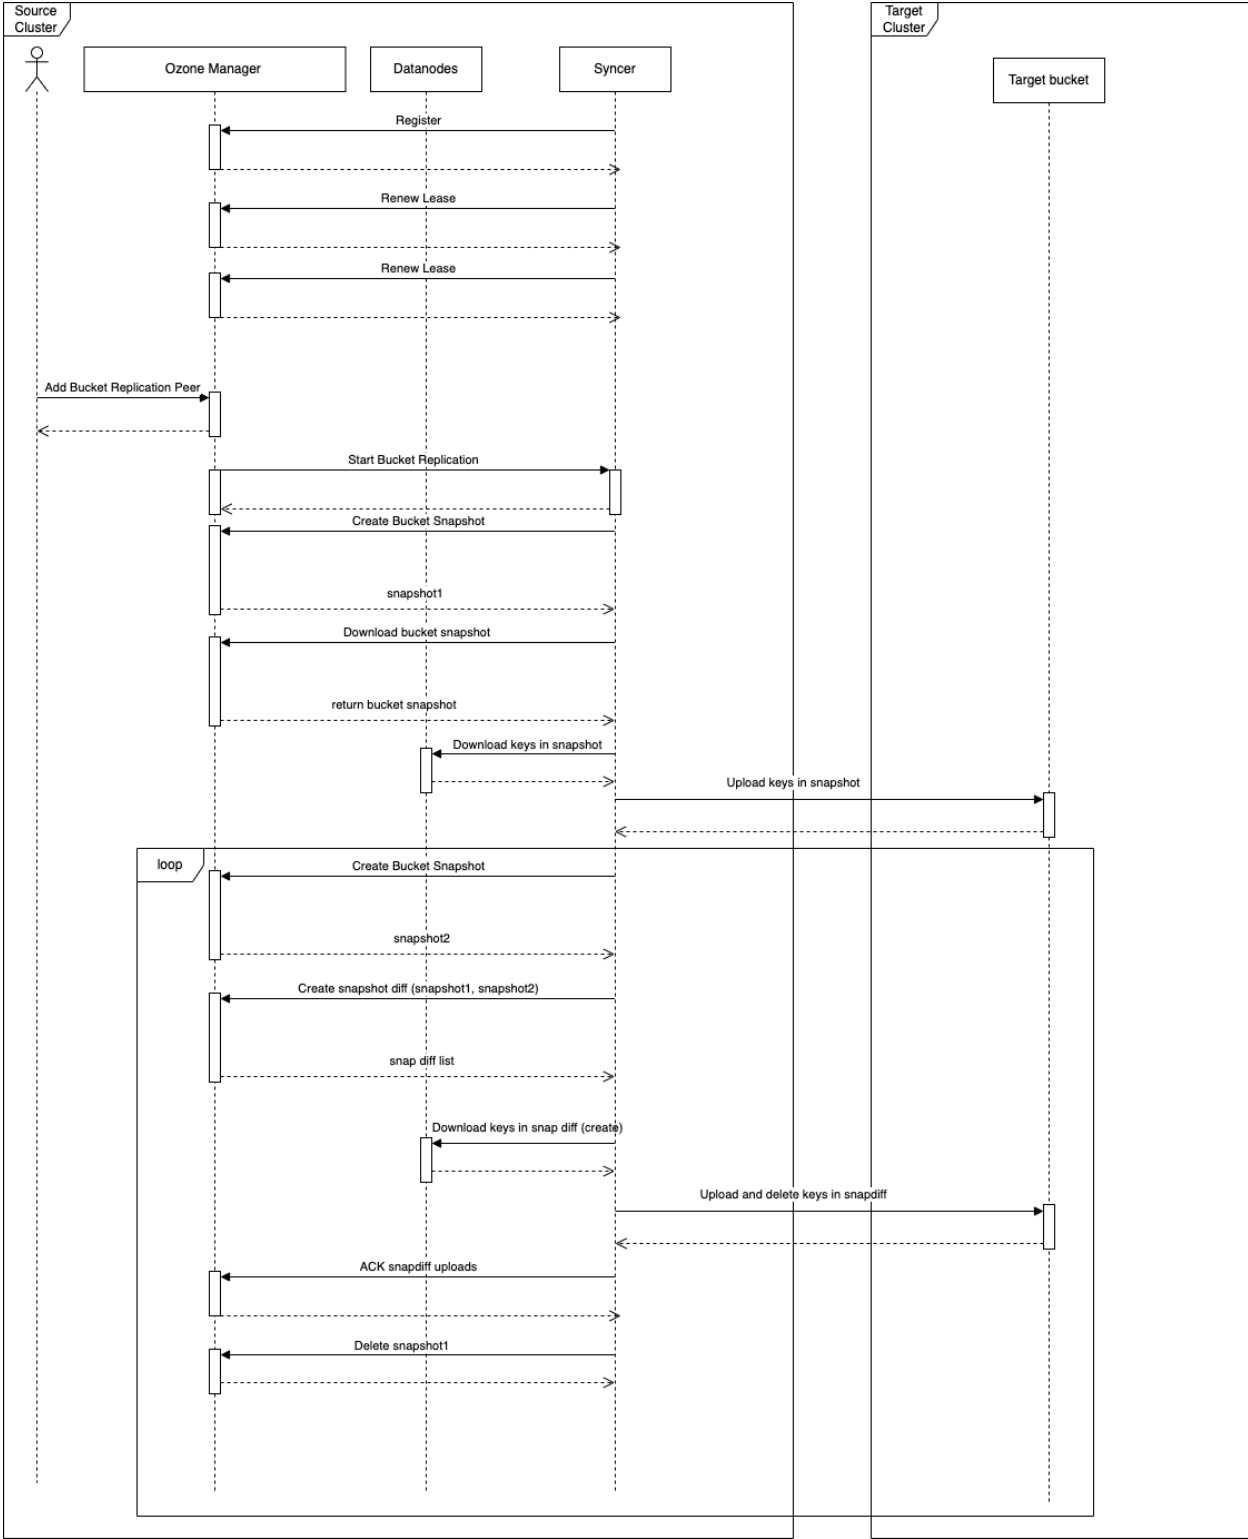 Source
Cluster
Target
Cluster
Ozone Manager
Datanodes
Syncer
Target bucket
Register
Renew Lease
Renew Lease
Add Bucket Replication Peer
Start Bucket Replication
Create Bucket Snapshot
snapshot1
Download bucket snapshot
return bucket snapshot
Download keys in snapshot
Upload keys in snapshot
loop
Create Bucket Snapshot
snapshot2
Create snapshot diff (snapshot1, snapshot2)
snap diff list
Download keys in snap diff (create)
Upload and delete keys in snapdiff
ACK snapdiff uploads
Delete snapshot1